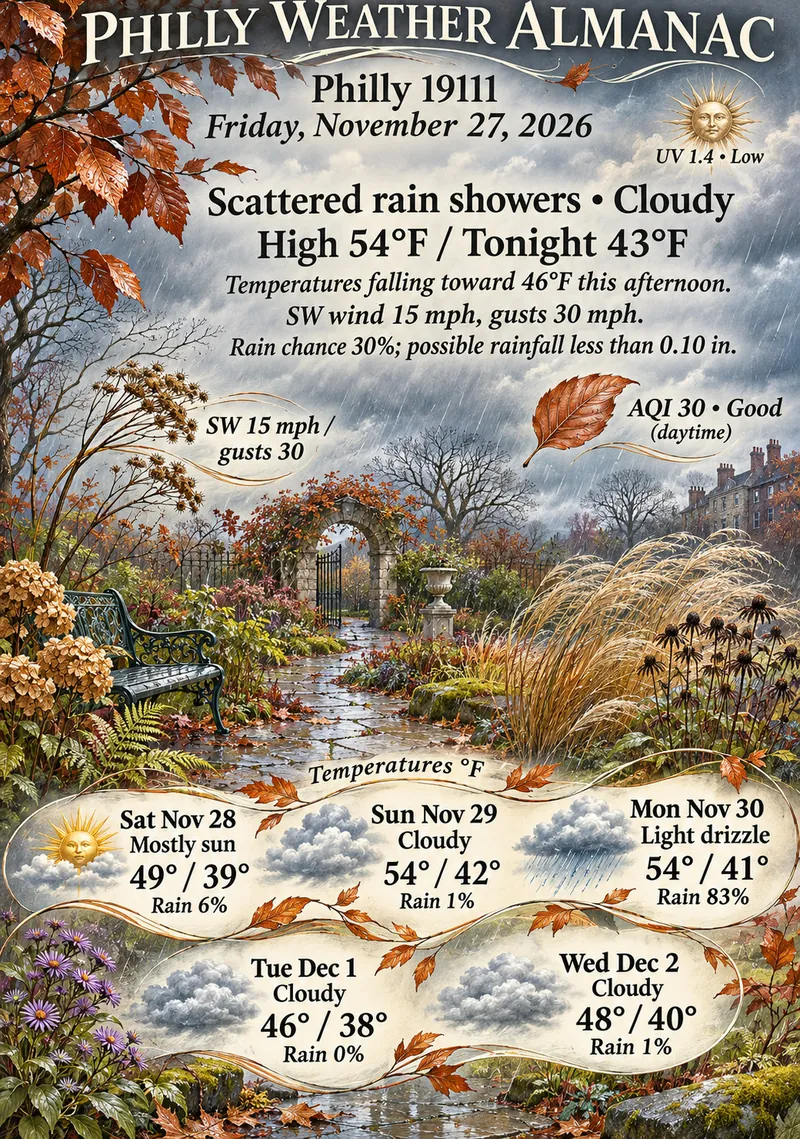 PHILLY WEATHER ALMANAC
Philly 19111
Friday, November 27, 2026
UV 1.4 • Low
Scattered rain showers • Cloudy
High 54°F / Tonight 43°F
Temperatures falling toward 46°F this afternoon.
SW wind 15 mph, gusts 30 mph.
Rain chance 30%; possible rainfall less than 0.10 in.
SW 15 mph /
gusts 30
AQI 30 • Good
(daytime)
Temperatures °F
Sat Nov 28
Mostly sun
49° / 39°
Rain 6%
Sun Nov 29
Cloudy
54° / 42°
Rain 1%
Mon Nov 30
Light drizzle
54° / 41°
Rain 83%
Tue Dec 1
Cloudy
46° / 38°
Rain 0%
Wed Dec 2
Cloudy
48° / 40°
Rain 1%